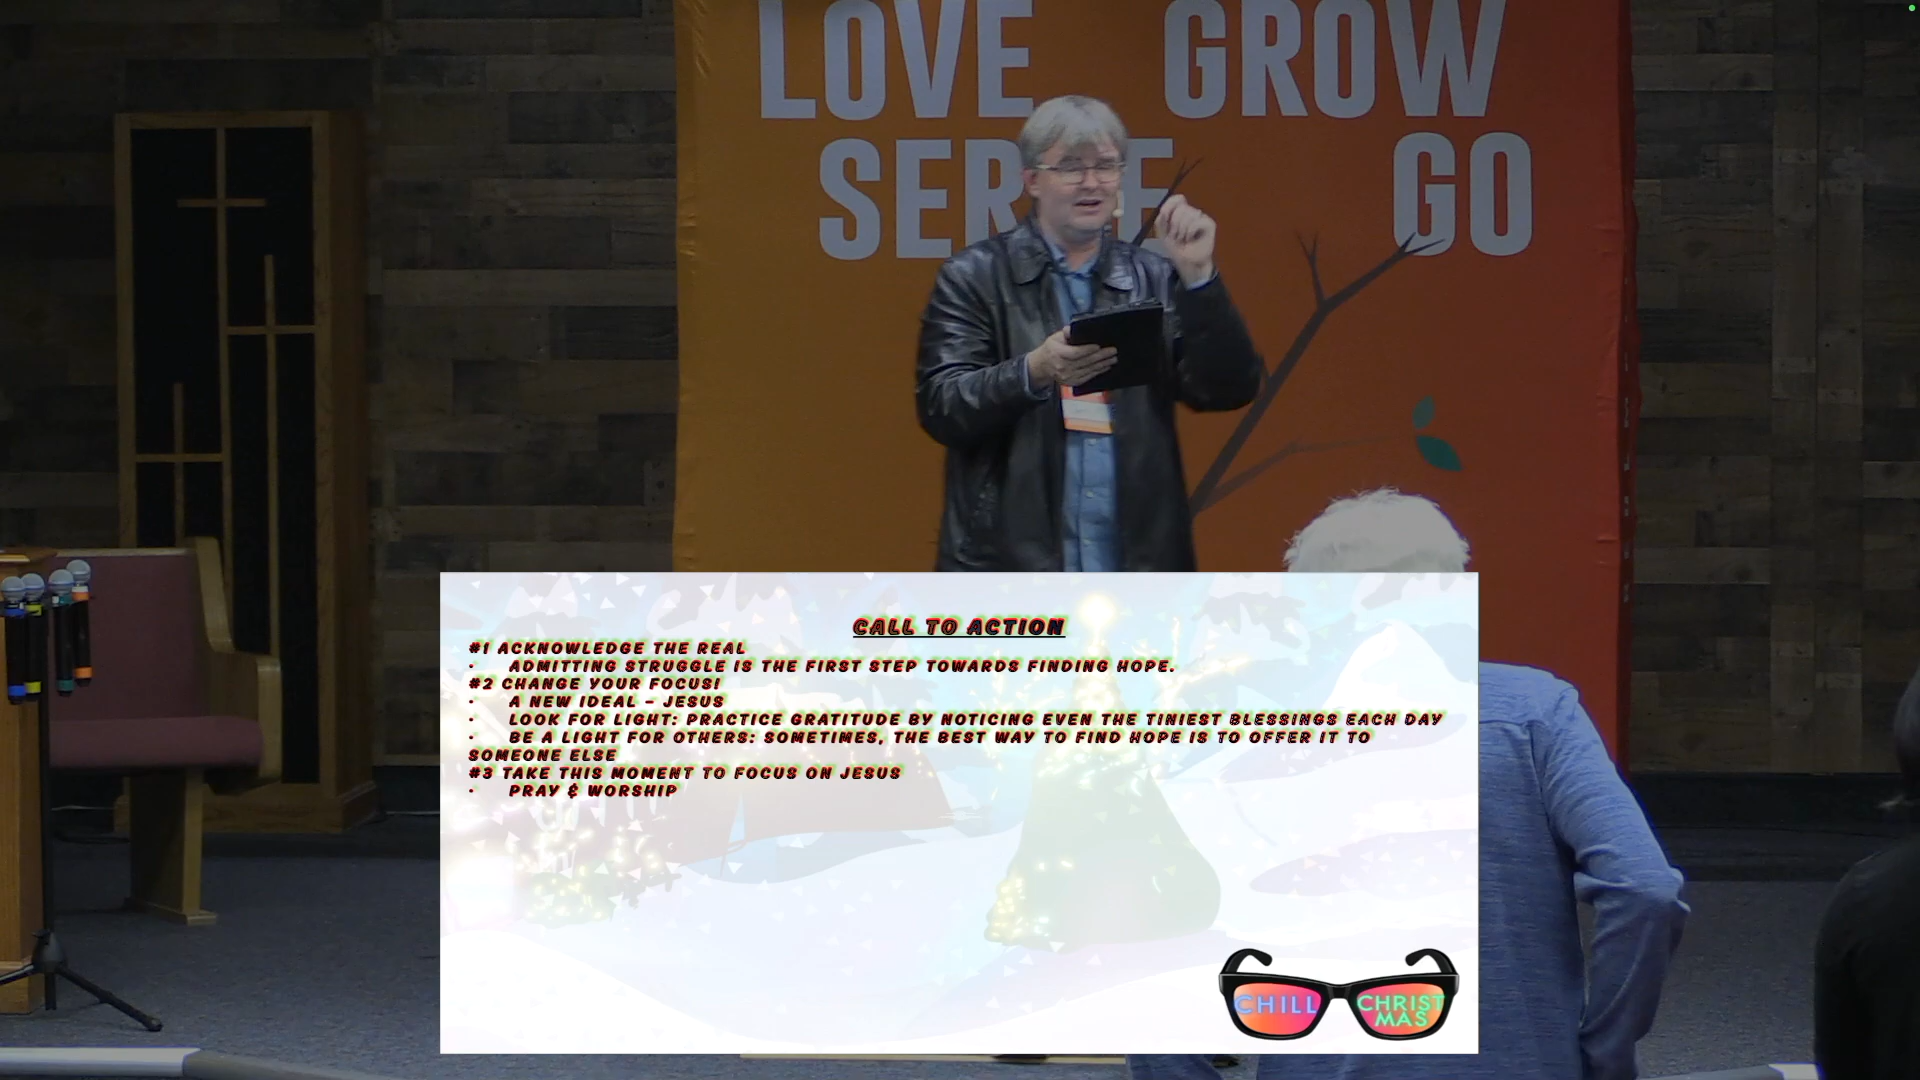 LOVE GROW
SERVE GO
CALL TO ACTION
#1 ACKNOWLEDGE THE REAL
· ADMITTING STRUGGLE IS THE FIRST STEP TOWARDS FINDING HOPE.
#2 CHANGE YOUR FOCUS!
· A NEW IDEAL – JESUS
· LOOK FOR LIGHT: PRACTICE GRATITUDE BY NOTICING EVEN THE TINIEST BLESSINGS EACH DAY
· BE A LIGHT FOR OTHERS: SOMETIMES, THE BEST WAY TO FIND HOPE IS TO OFFER IT TO
SOMEONE ELSE
#3 TAKE THIS MOMENT TO FOCUS ON JESUS
· PRAY & WORSHIP
CHILL CHRIST
MAS